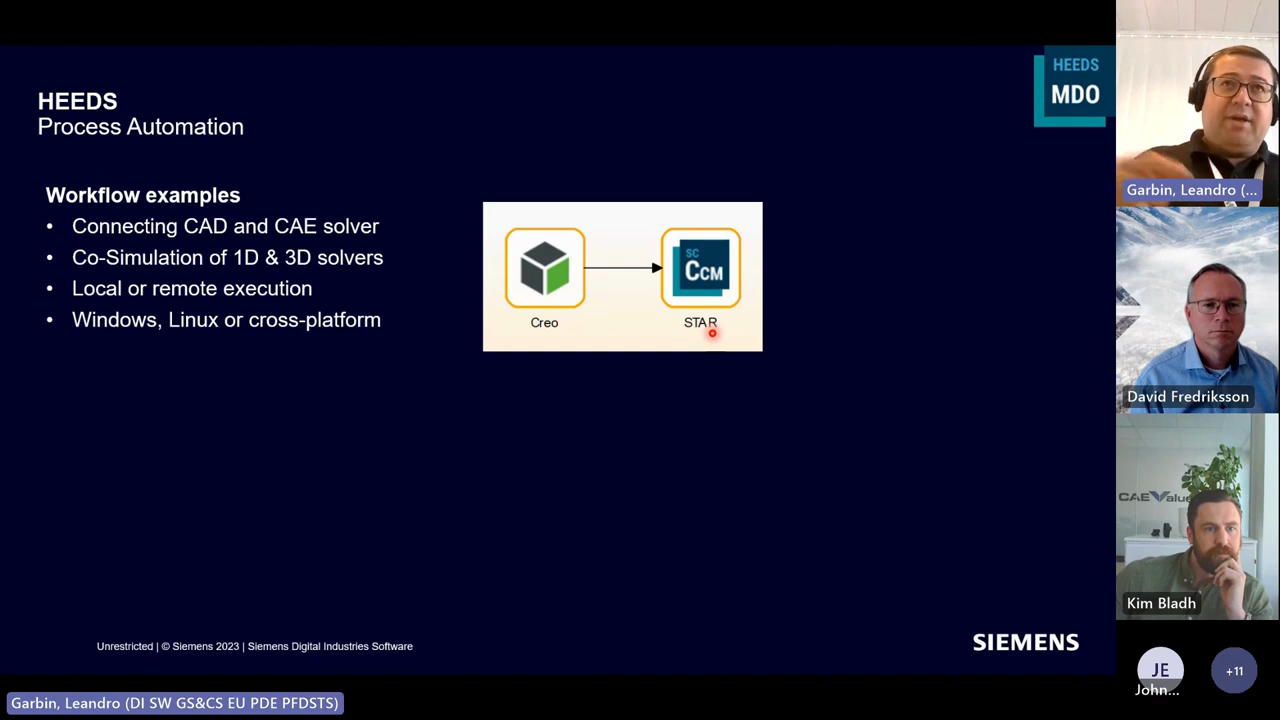 HEEDS
Process Automation
HEEDS
MDO
Workflow examples
• Connecting CAD and CAE solver
• Co-Simulation of 1D & 3D solvers
• Local or remote execution
• Windows, Linux or cross-platform
SC
CCM
Creo
STAR
Unrestricted | © Siemens 2023 | Siemens Digital Industries Software
SIEMENS
Garbin, Leandro (DI SW GS&CS EU PDE PFDSTS)
Garbin, Leandro (...
David Fredriksson
CAEValue
Kim Bladh
JE
John...
+11